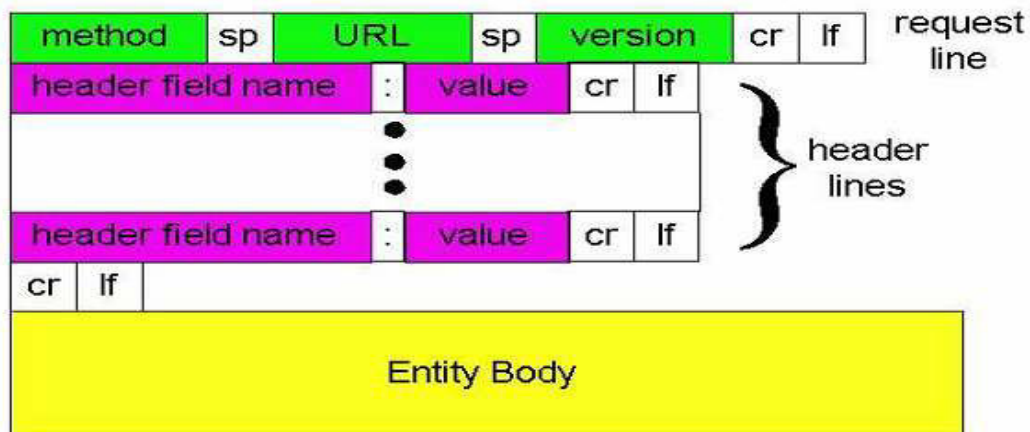 method sp URL sp version cr lf request
line
header field name : value cr lf
header
lines
header field name : value cr lf
cr lf
Entity Body